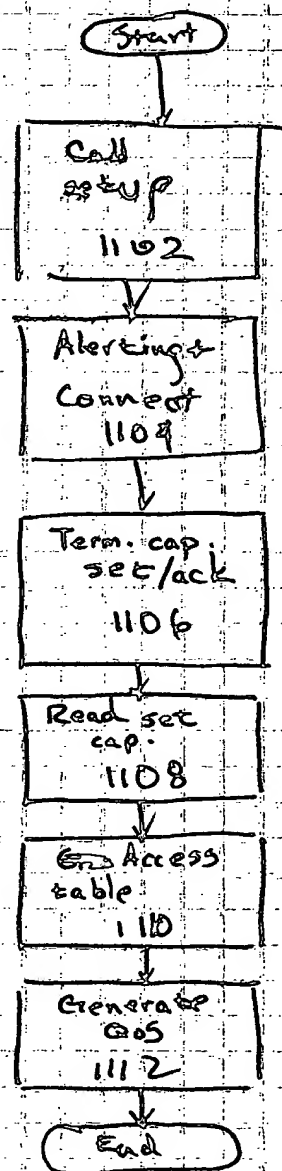 Start
Call
setup
1102
Alerting +
Connect
1104
Term. cap.
set/ack
1106
Read set
cap.
1108
Access
table
1110
Generate
QoS
1112
End